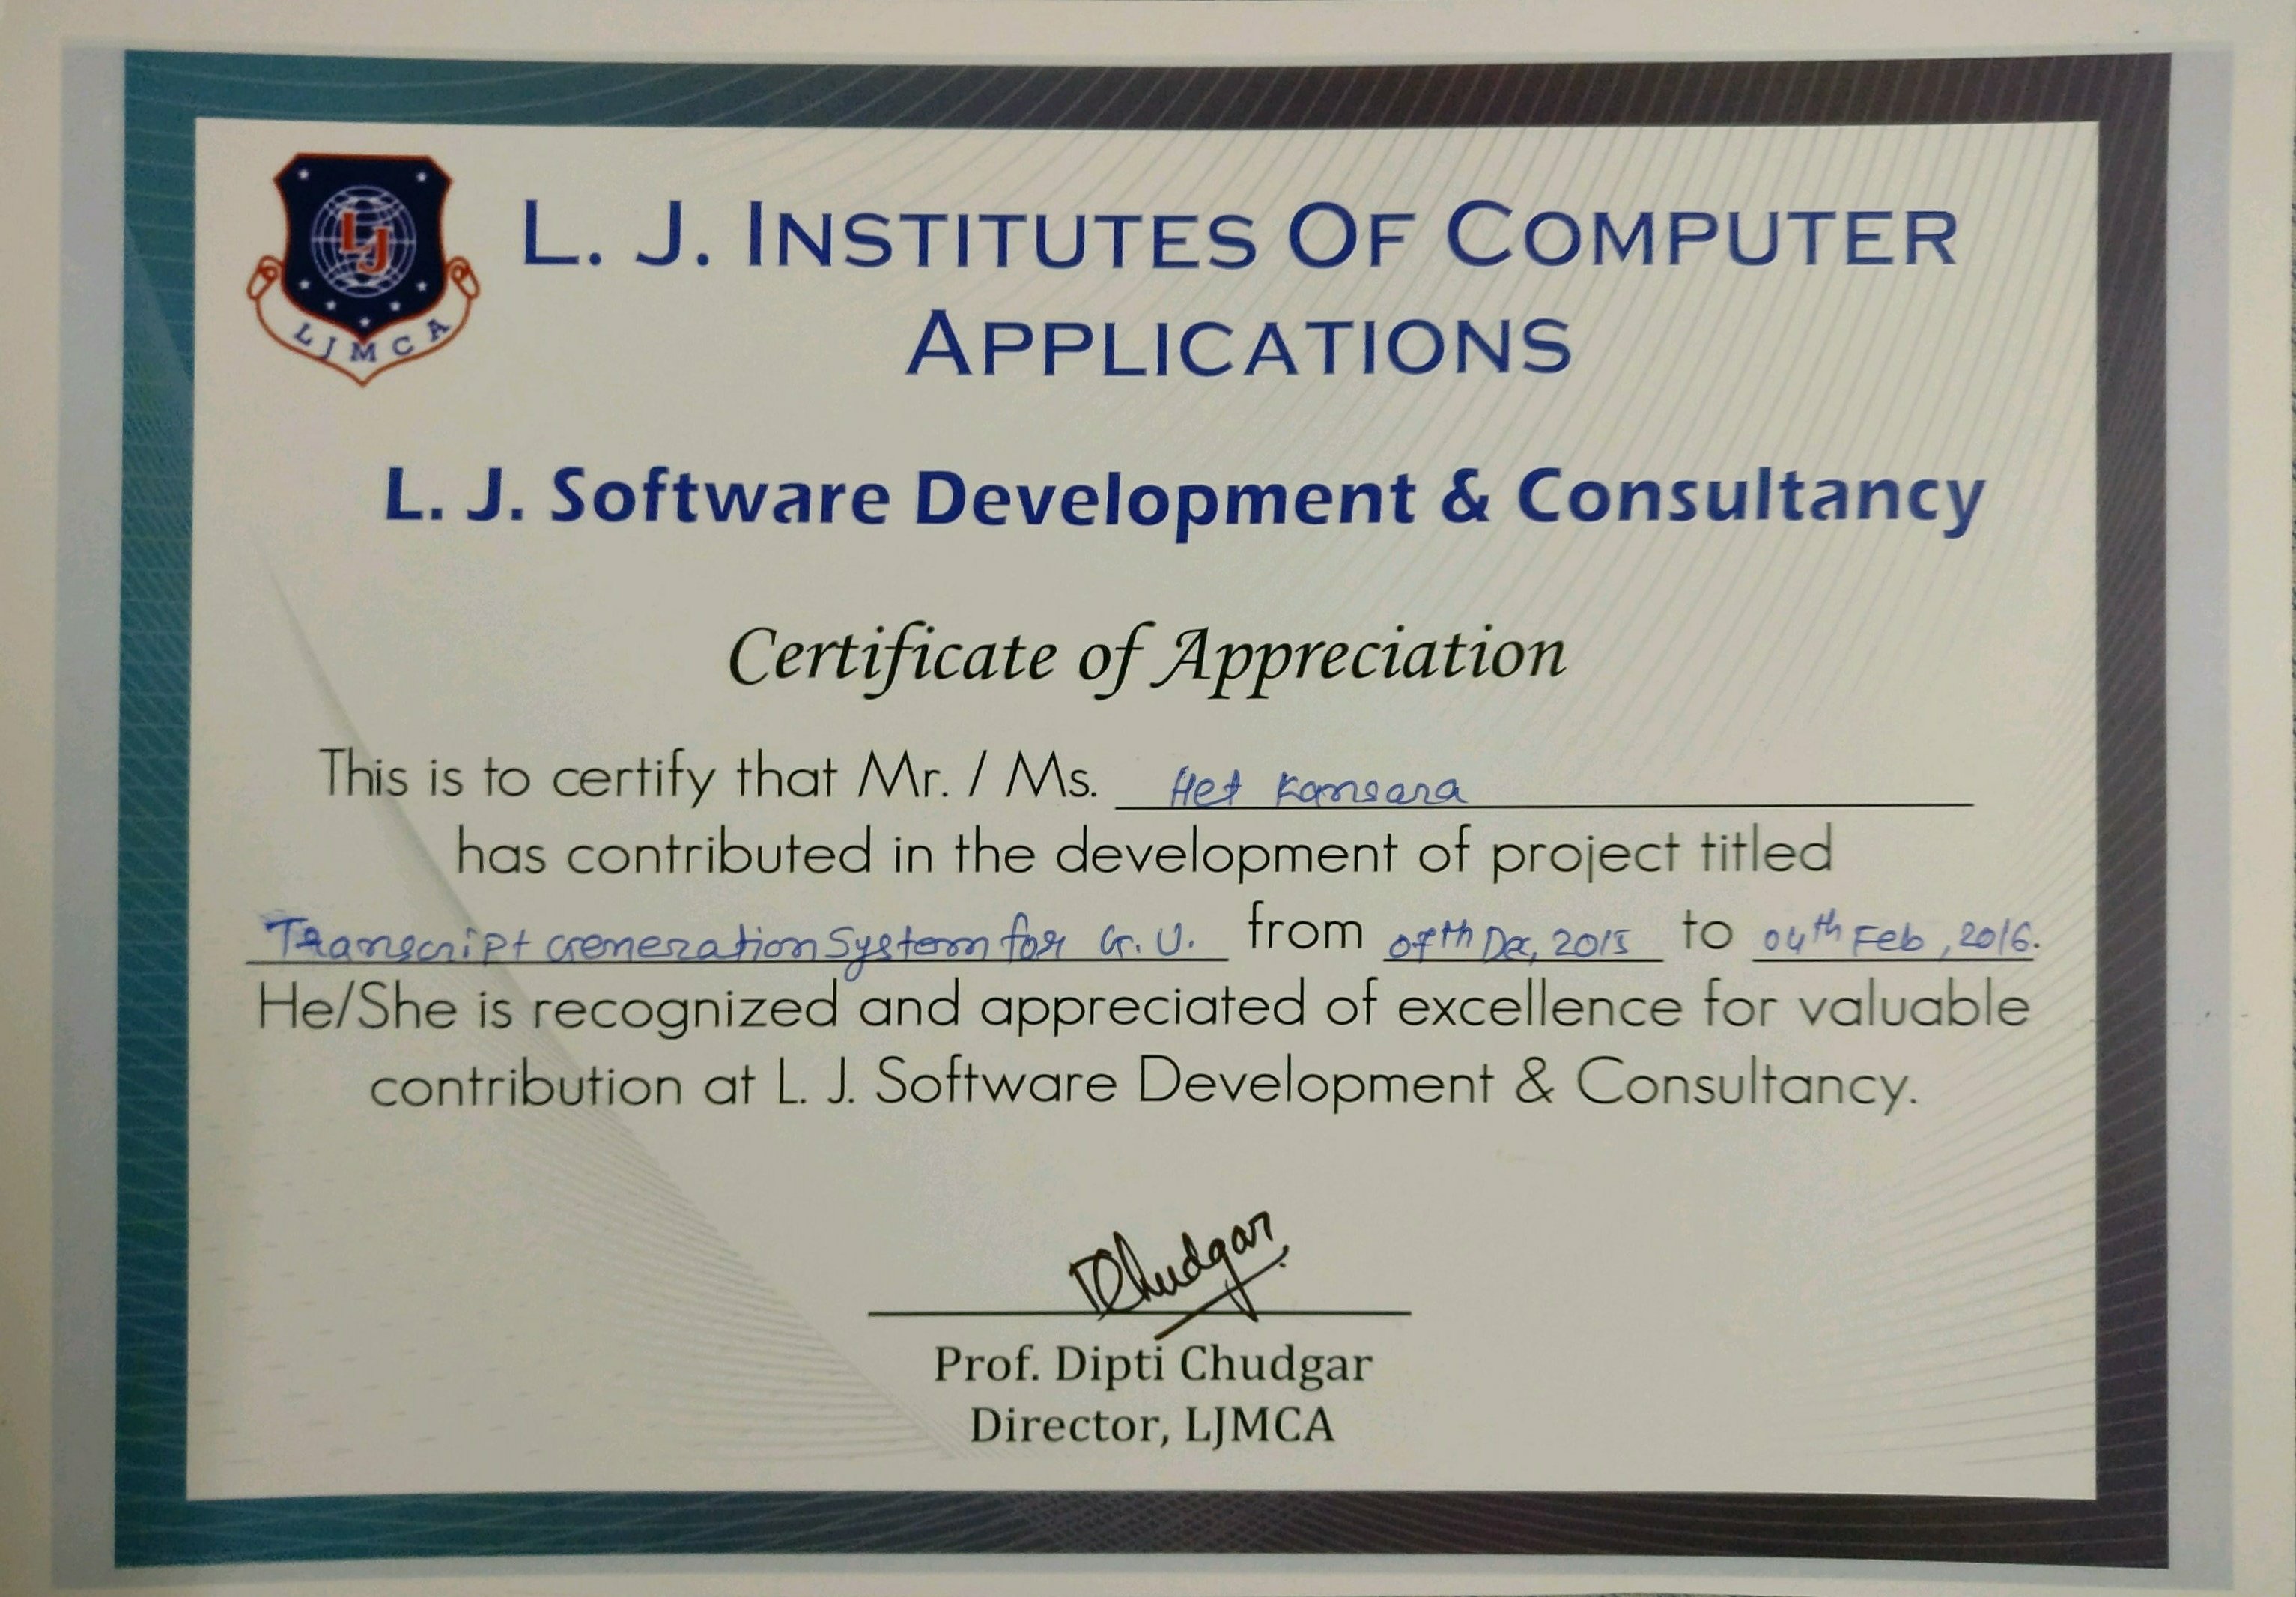 L. J. INSTITUTES OF COMPUTER
APPLICATIONS
LJ
LJMCA
L. J. Software Development & Consultancy
Certificate of Appreciation
This is to certify that Mr. / Ms. Het Kansara
has contributed in the development of project titled
Transcript Generation System for G. U. from 07th Dec, 2015 to 04th Feb, 2016.
He/She is recognized and appreciated of excellence for valuable
contribution at L. J. Software Development & Consultancy.
DChudgar
Prof. Dipti Chudgar
Director, LJMCA